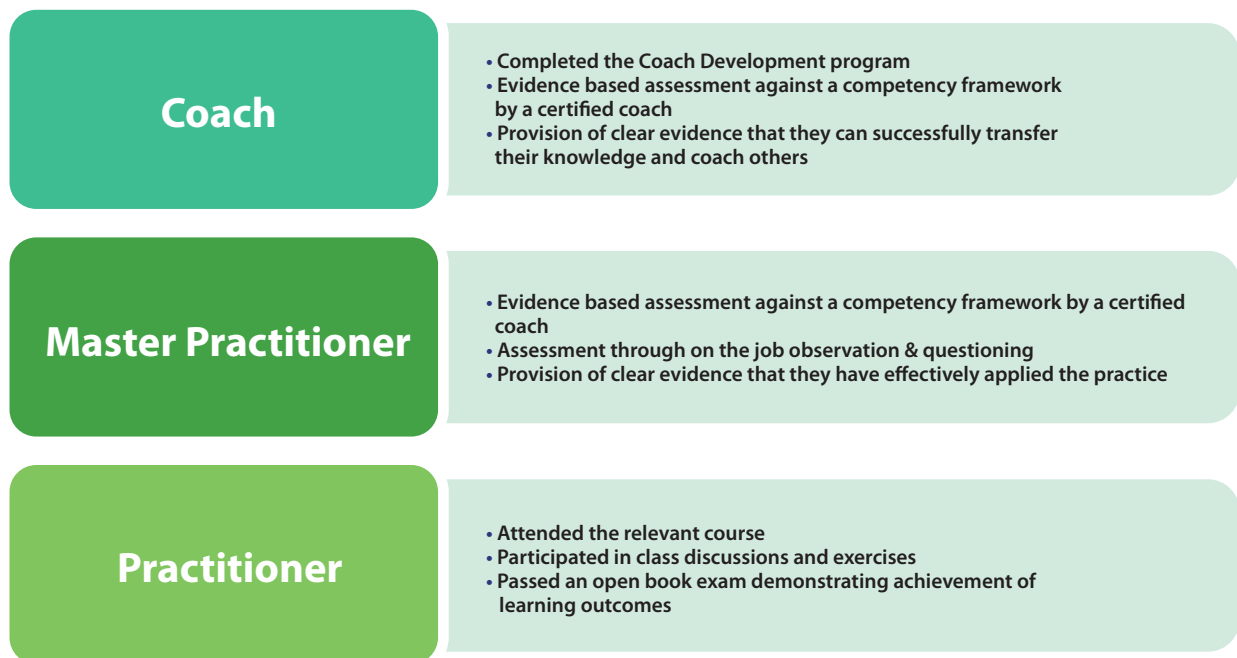 Coach
• Completed the Coach Development program
• Evidence based assessment against a competency framework
by a certified coach
• Provision of clear evidence that they can successfully transfer
their knowledge and coach others
Master Practitioner
• Evidence based assessment against a competency framework by a certified
coach
• Assessment through on the job observation & questioning
• Provision of clear evidence that they have effectively applied the practice
Practitioner
• Attended the relevant course
• Participated in class discussions and exercises
• Passed an open book exam demonstrating achievement of
learning outcomes